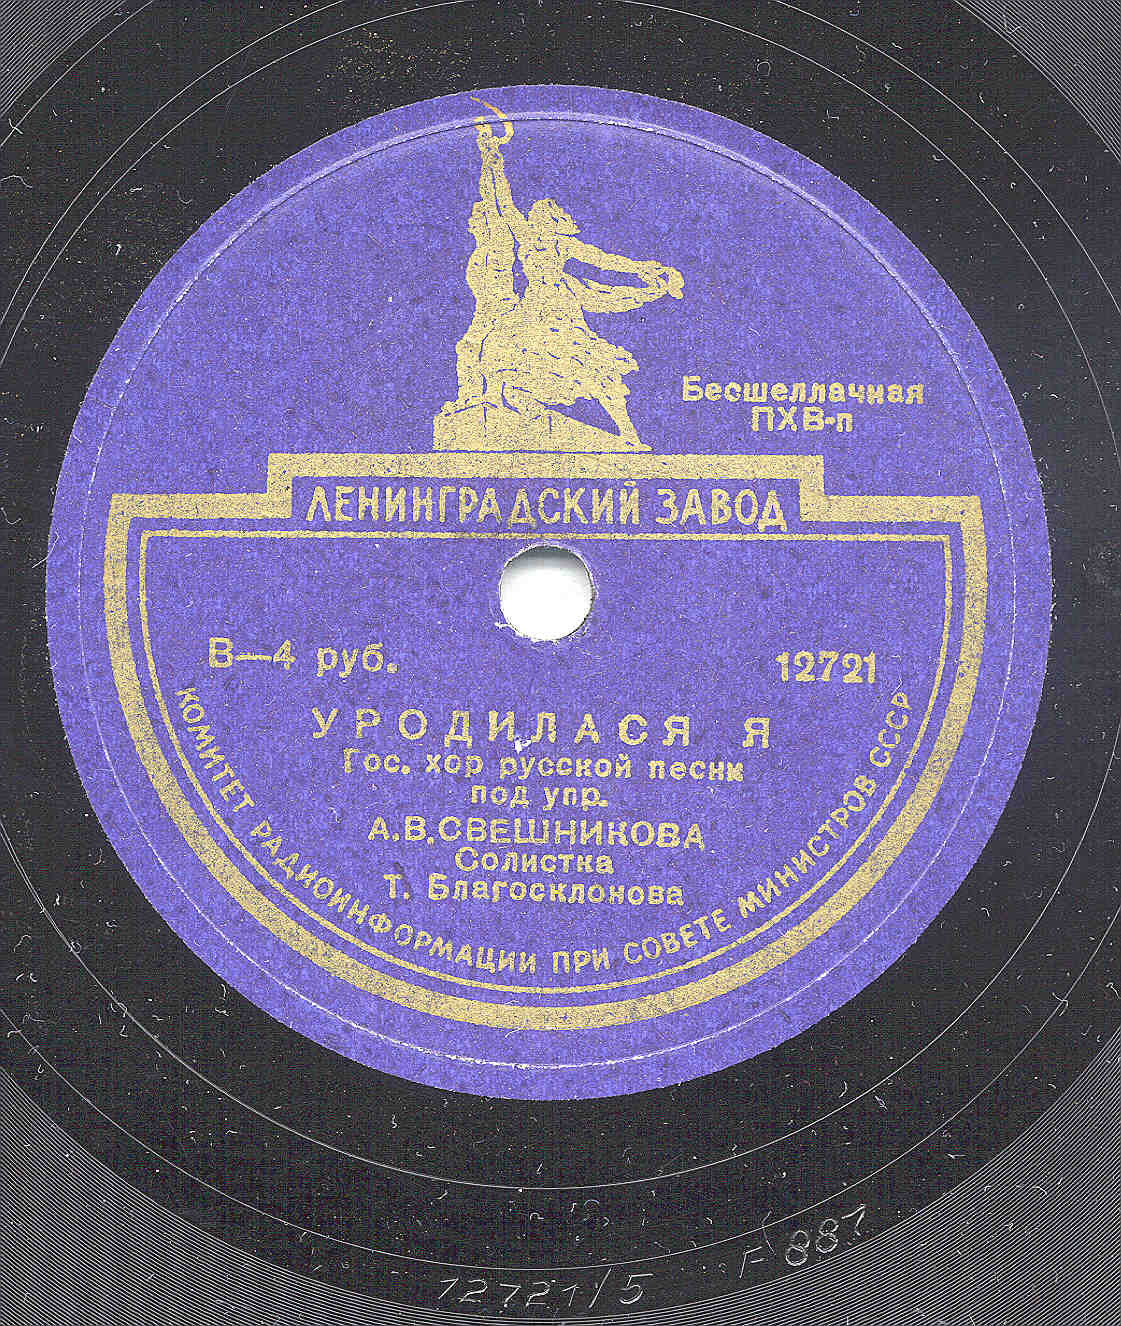 Бесшеллачная
ПХВ-п
ЛЕНИНГРАДСКИЙ ЗАВОД
В—4 руб.
12721
УРОДИЛАСЯ Я
Гос. хор русской песни
под упр.
А.В.СВЕШНИКОВА
Солистка
Т. Благосклонова
КОМИТЕТ РАДИОИНФОРМАЦИИ ПРИ СОВЕТЕ МИНИСТРОВ СССР
12721/5
F 887